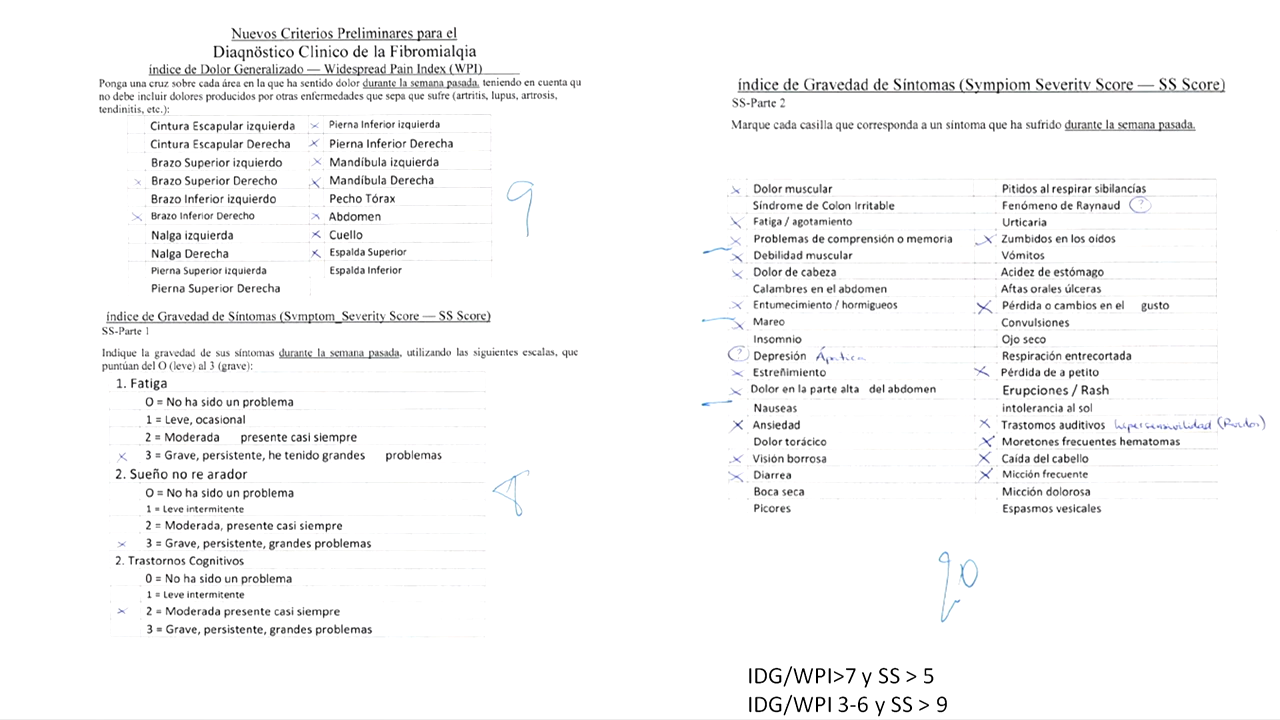 Nuevos Criterios Preliminares para el
Diaqnöstico Clinico de la Fibromialqia
índice de Dolor Generalizado — Widespread Pain Index (WPI)
Ponga una cruz sobre cada área en la que ha sentido dolor durante la semana pasada, teniendo en cuenta qu
no debe incluir dolores producidos por otras enfermedades que sepa que sufre (artritis, lupus, artrosis,
tendinitis, etc.):
Cintura Escapular izquierda
Cintura Escapular Derecha
Brazo Superior izquierdo
Brazo Superior Derecho
Brazo Inferior izquierdo
Brazo Inferior Derecho
Nalga izquierda
Nalga Derecha
Pierna Superior izquierda
Pierna Superior Derecha
Pierna Inferior izquierda
Pierna Inferior Derecha
Mandíbula izquierda
Mandíbula Derecha
Pecho Tórax
Abdomen
Cuello
Espalda Superior
Espalda Inferior
9
índice de Gravedad de Síntomas (Svmptom_Severity Score — SS Score)
SS-Parte 1
Indique la gravedad de sus síntomas durante la semana pasada, utilizando las siguientes escalas, que
puntúan del O (leve) al 3 (grave):
1. Fatiga
O = No ha sido un problema
1 = Leve, ocasional
2 = Moderada presente casi siempre
3 = Grave, persistente, he tenido grandes problemas
2. Sueño no re arador
O = No ha sido un problema
1 = Leve intermitente
2 = Moderada, presente casi siempre
3 = Grave, persistente, grandes problemas
2. Trastornos Cognitivos
0 = No ha sido un problema
1 = Leve intermitente
2 = Moderada presente casi siempre
3 = Grave, persistente, grandes problemas
8
índice de Gravedad de Síntomas (Sympiom Severitv Score — SS Score)
SS-Parte 2
Marque cada casilla que corresponda a un síntoma que ha sufrido durante la semana pasada.
Dolor muscular
Síndrome de Colon Irritable
Fatiga / agotamiento
Problemas de comprensión o memoria
Debilidad muscular
Dolor de cabeza
Calambres en el abdomen
Entumecimiento / hormigueos
Mareo
Insomnio
? Depresión
Estreñimiento
Dolor en la parte alta del abdomen
Nauseas
Ansiedad
Dolor torácico
Visión borrosa
Diarrea
Boca seca
Picores
Pitidos al respirar sibilancías
Fenómeno de Raynaud ?
Urticaria
Zumbidos en los oídos
Vómitos
Acidez de estómago
Aftas orales úlceras
Pérdida o cambios en el gusto
Convulsiones
Ojo seco
Respiración entrecortada
Pérdida de a petito
Erupciones / Rash
intolerancia al sol
Trastomos auditivos hipersensibilidad (Ruidos)
Moretones frecuentes hematomas
Caída del cabello
Micción frecuente
Micción dolorosa
Espasmos vesicales
20
IDG/WPI>7 y SS > 5
IDG/WPI 3-6 y SS > 9